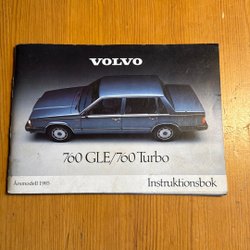 VOLVO
760 GLE/760 Turbo
Årsmodell 1985
Instruktionsbok